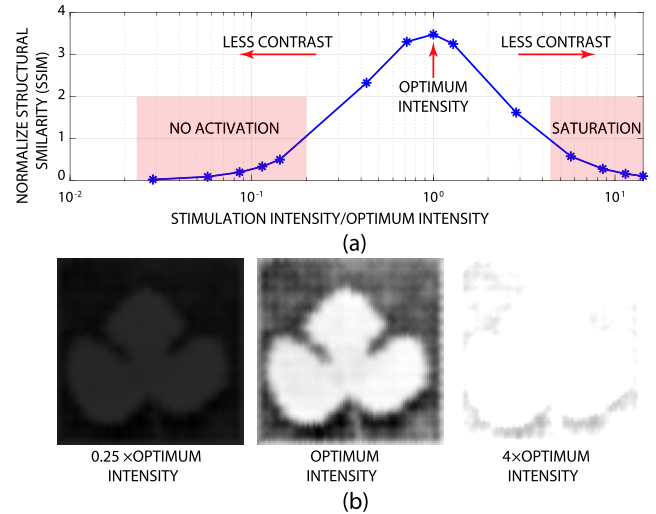 NORMALIZE STRUCTURAL
SIMILARITY (SSIM)
4
3
2
1
0
LESS CONTRAST
LESS CONTRAST
OPTIMUM
INTENSITY
NO ACTIVATION
SATURATION
10-2
10-1
100
101
STIMULATION INTENSITY/OPTIMUM INTENSITY
(a)
0.25 ×OPTIMUM
INTENSITY
OPTIMUM
INTENSITY
4×OPTIMUM
INTENSITY
(b)